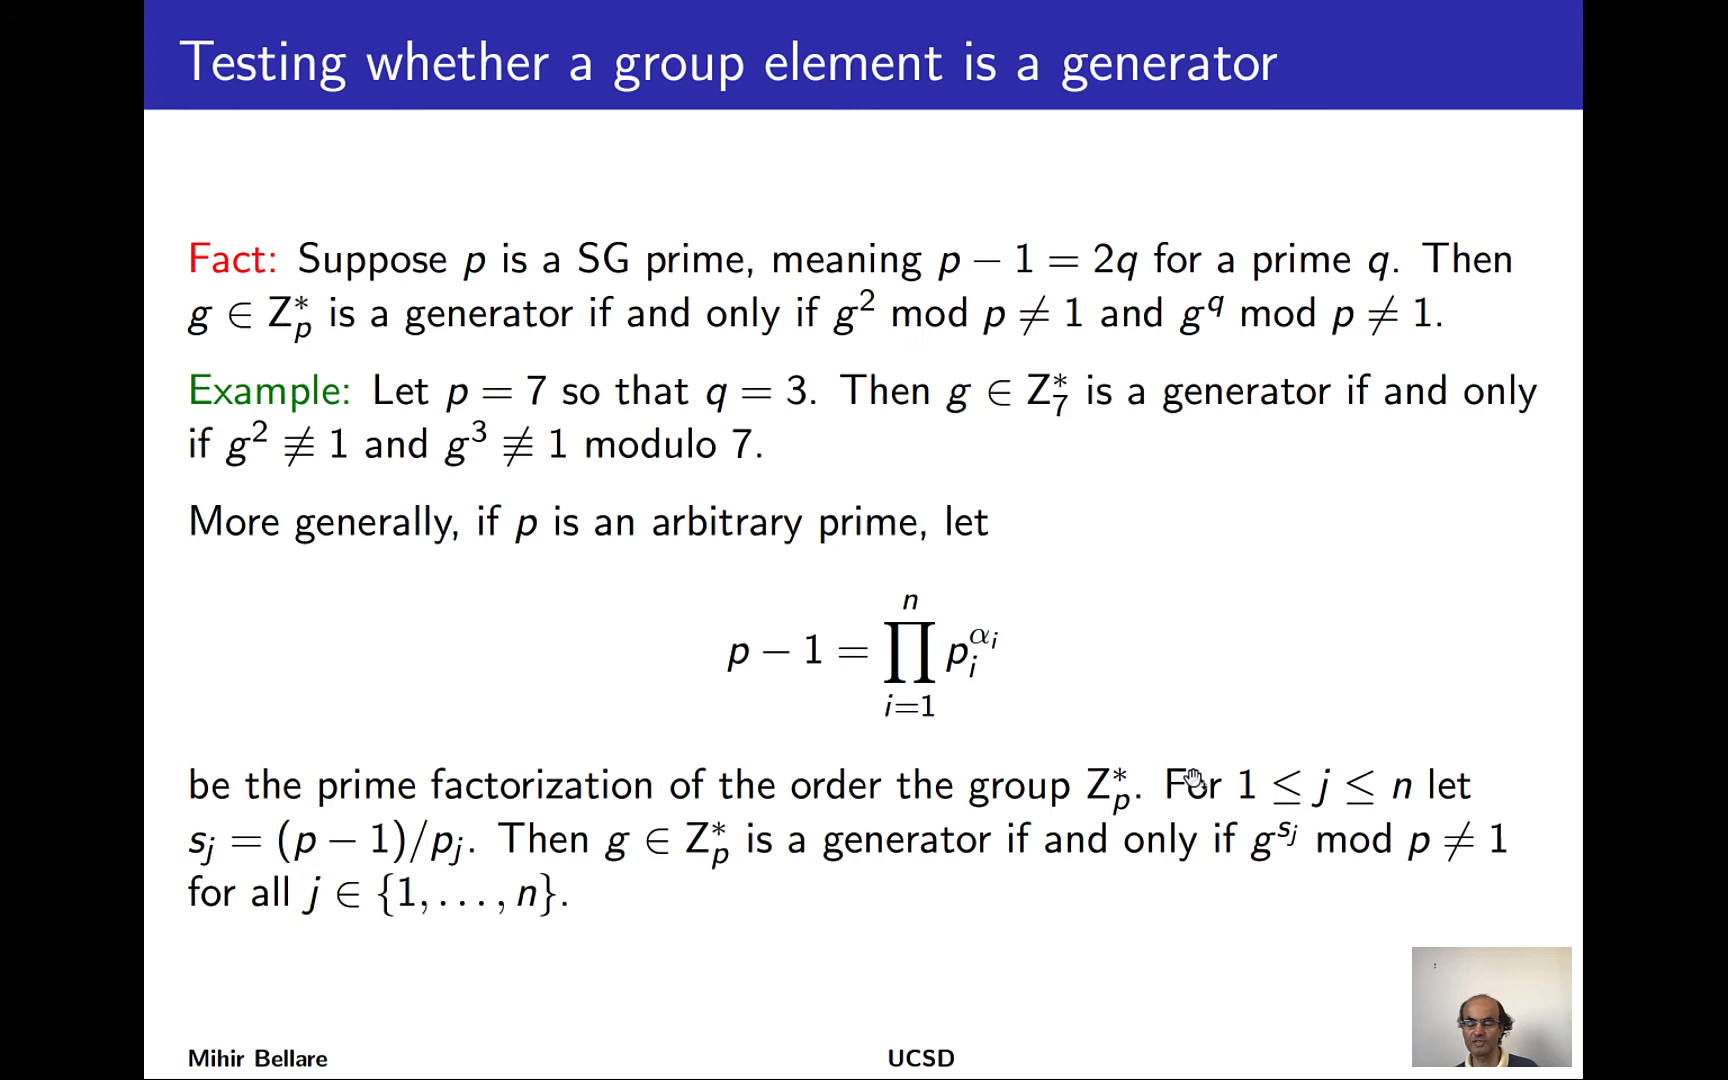 Testing whether a group element is a generator
Fact: Suppose p is a SG prime, meaning p − 1 = 2q for a prime q. Then
g ∈ Z*_p is a generator if and only if g² mod p ≠ 1 and g^q mod p ≠ 1.
Example: Let p = 7 so that q = 3. Then g ∈ Z*_7 is a generator if and only
if g² ≢ 1 and g³ ≢ 1 modulo 7.
More generally, if p is an arbitrary prime, let
p − 1 = ∏_{i=1}^{n} p_i^{α_i}
be the prime factorization of the order the group Z*_p. For 1 ≤ j ≤ n let
s_j = (p − 1)/p_j. Then g ∈ Z*_p is a generator if and only if g^{s_j} mod p ≠ 1
for all j ∈ {1, . . . , n}.
Mihir Bellare
UCSD